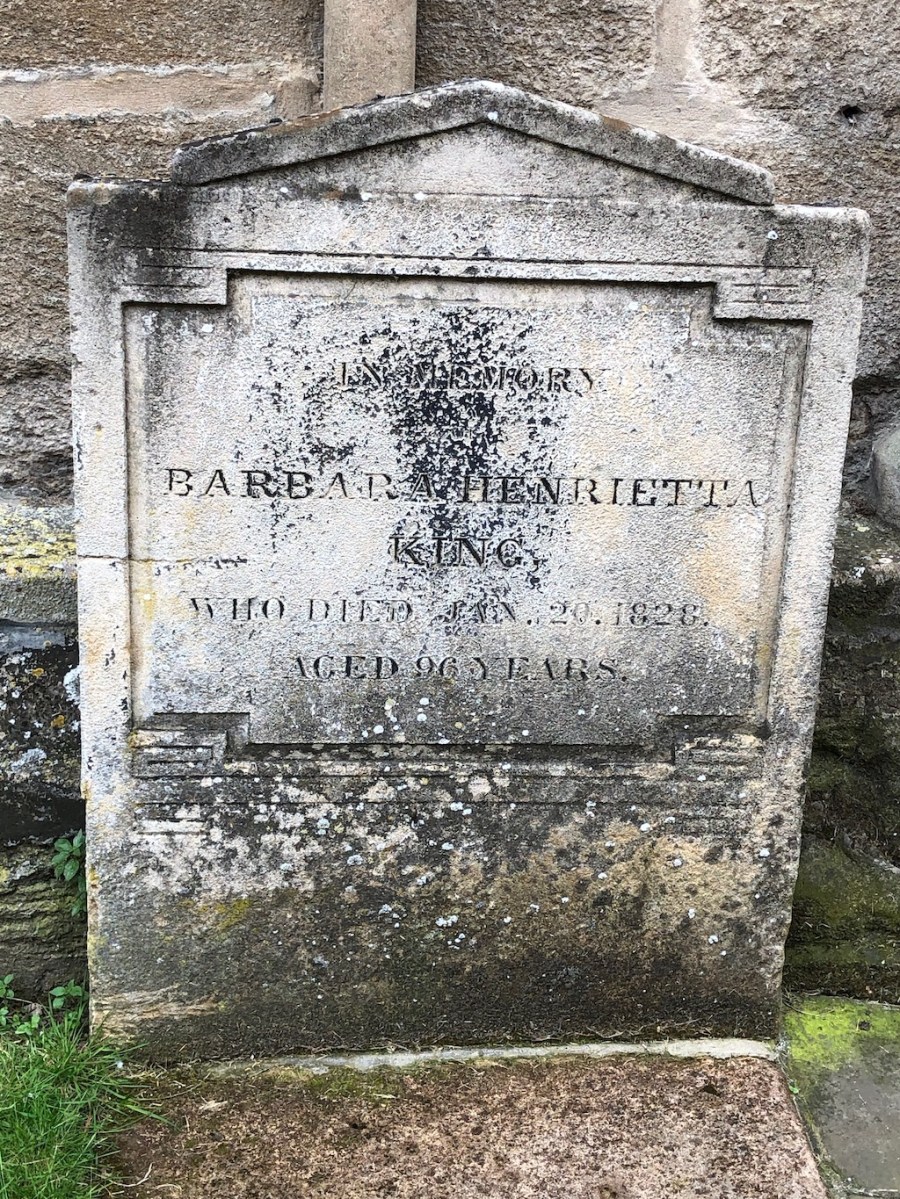 IN MEMORY
BARBARA HENRIETTA
KING,
WHO DIED JAN. 20. 1828.
AGED 96 YEARS.